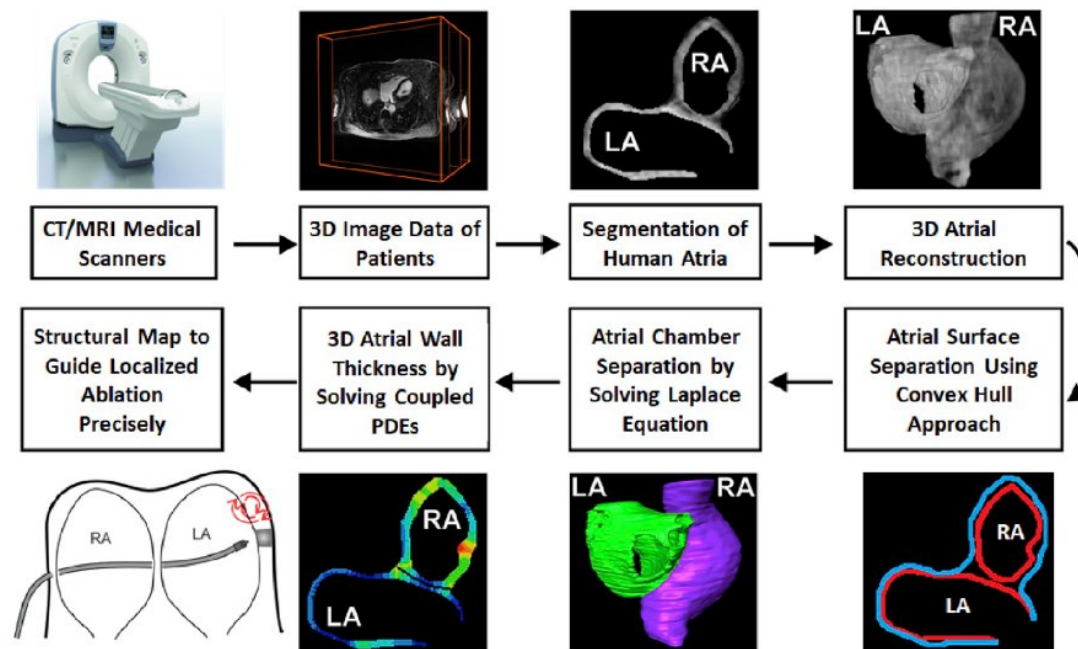 RA
LA
LA
RA
CT/MRI Medical
Scanners
3D Image Data of
Patients
Segmentation of
Human Atria
3D Atrial
Reconstruction
Structural Map to
Guide Localized
Ablation
Precisely
3D Atrial Wall
Thickness by
Solving Coupled
PDEs
Atrial Chamber
Separation by
Solving Laplace
Equation
Atrial Surface
Separation Using
Convex Hull
Approach
RA
LA
RA
LA
LA
RA
RA
LA